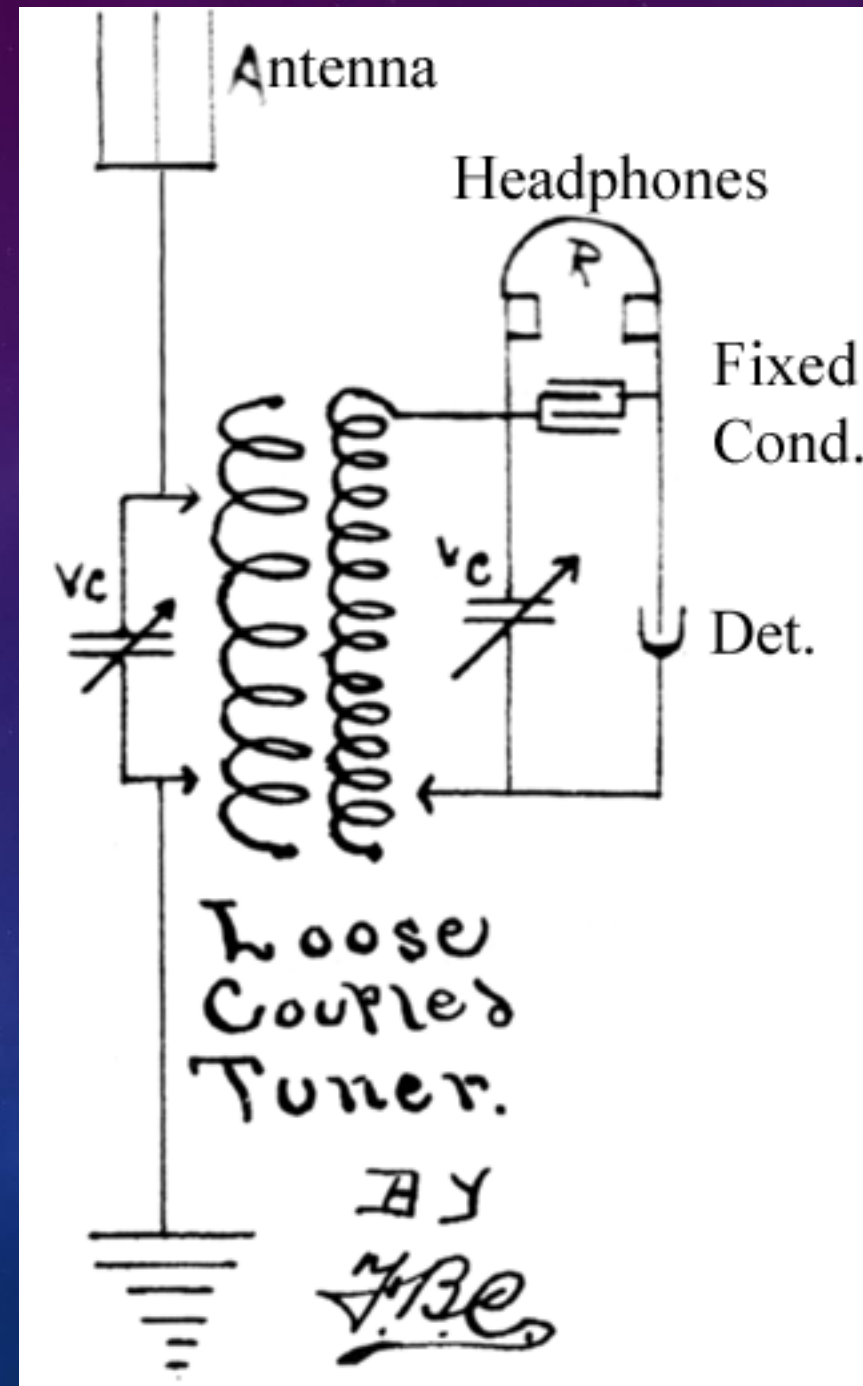 Antenna
Headphones
R
Fixed
Cond.
Vc
Vc
Det.
Loose
Coupled
Tuner.
BY
J.B.C.